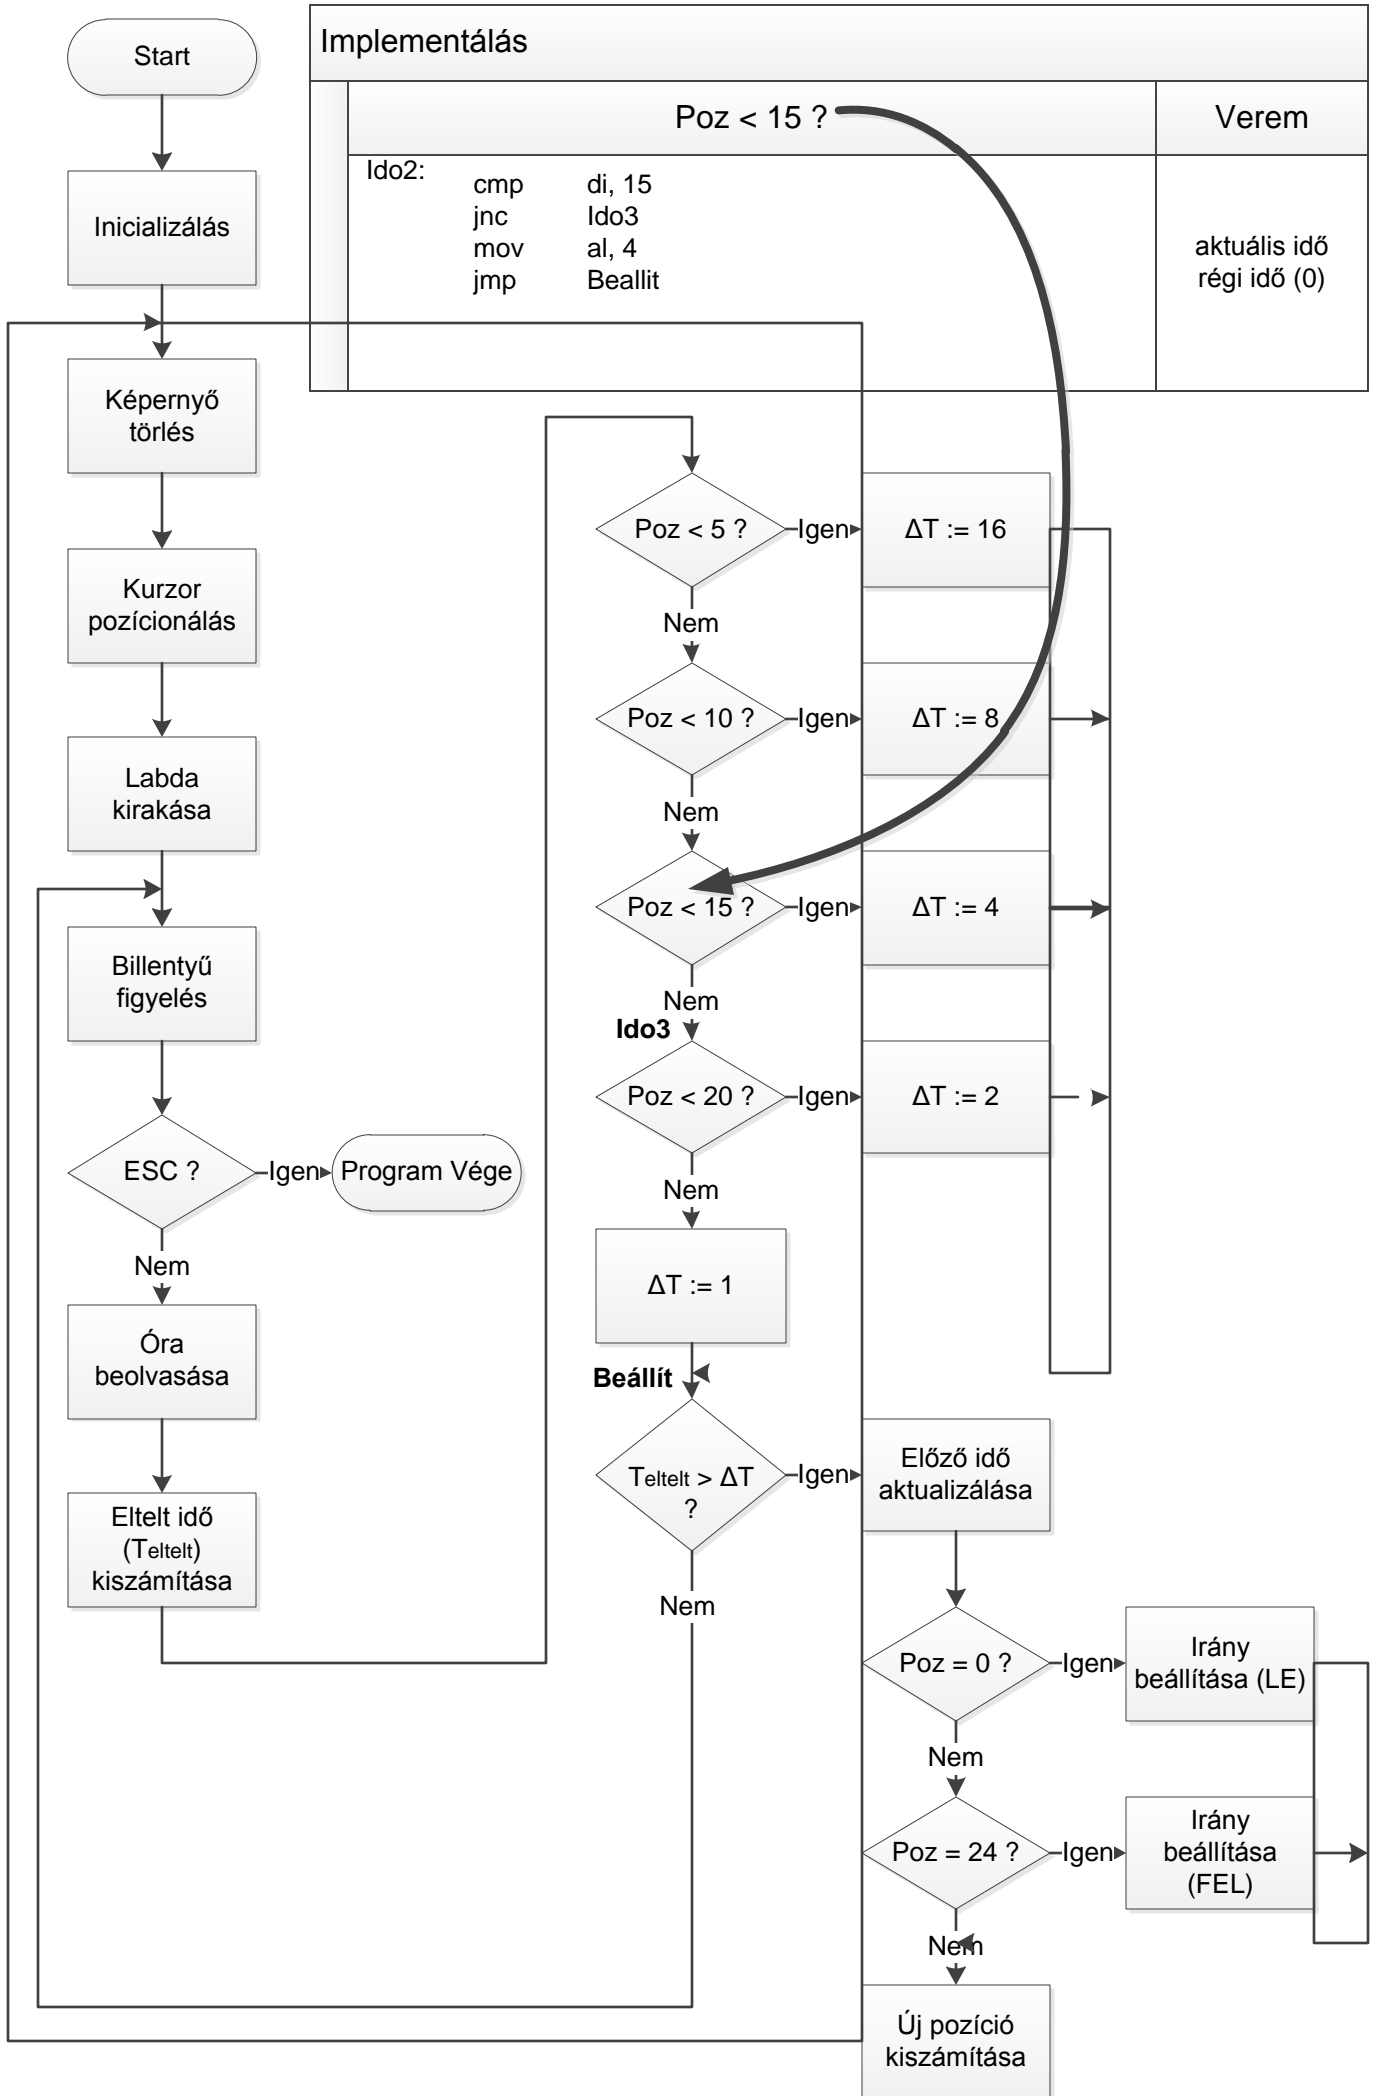 Start
Implementálás
Poz < 15 ?
Verem
Ido2:
cmp di, 15
jnc Ido3
mov al, 4
jmp Beallit
aktuális idő
régi idő (0)
Inicializálás
Képernyő
törlés
Kurzor
pozícionálás
Labda
kirakása
Billentyű
figyelés
ESC ?
Igen
Program Vége
Nem
Óra
beolvasása
Eltelt idő
(Teltelt)
kiszámítása
Poz < 5 ?
Igen
ΔT := 16
Nem
Poz < 10 ?
Igen
ΔT := 8
Nem
Poz < 15 ?
Igen
ΔT := 4
Nem
Ido3
Poz < 20 ?
Igen
ΔT := 2
Nem
ΔT := 1
Beállít
Teltelt > ΔT
?
Igen
Nem
Előző idő
aktualizálása
Poz = 0 ?
Igen
Irány
beállítása (LE)
Nem
Poz = 24 ?
Igen
Irány
beállítása
(FEL)
Nem
Új pozíció
kiszámítása